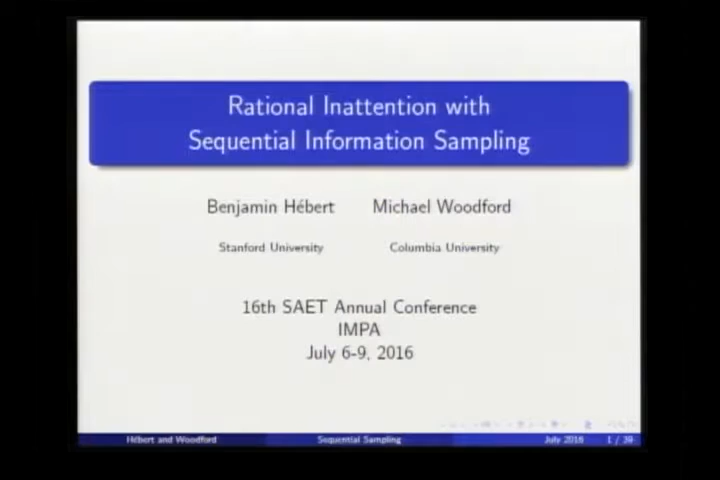 Rational Inattention with
Sequential Information Sampling
Benjamin Hébert Michael Woodford
Stanford University Columbia University
16th SAET Annual Conference
IMPA
July 6-9, 2016
Hébert and Woodford Sequential Sampling July 2016 1 / 39